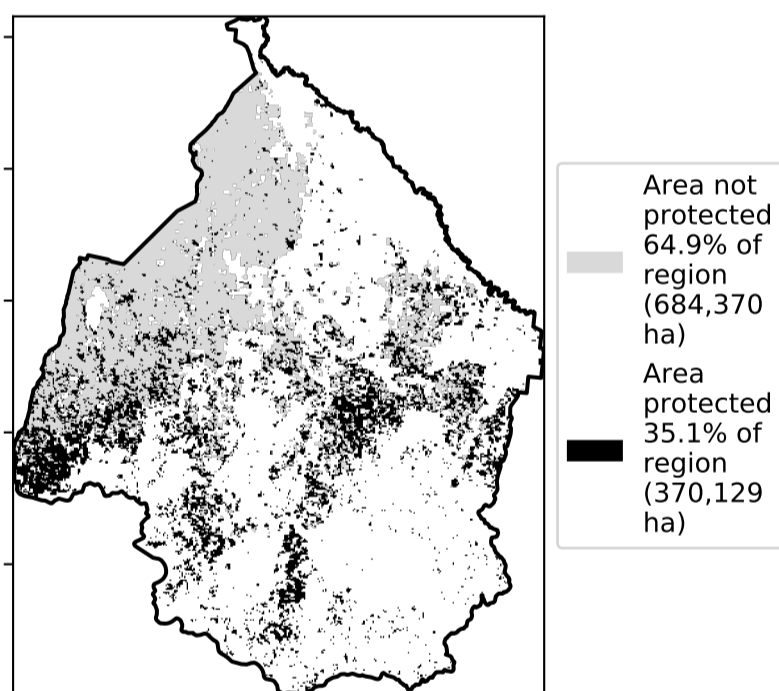 Area not
protected
64.9% of
region
(684,370
ha)
Area
protected
35.1% of
region
(370,129
ha)